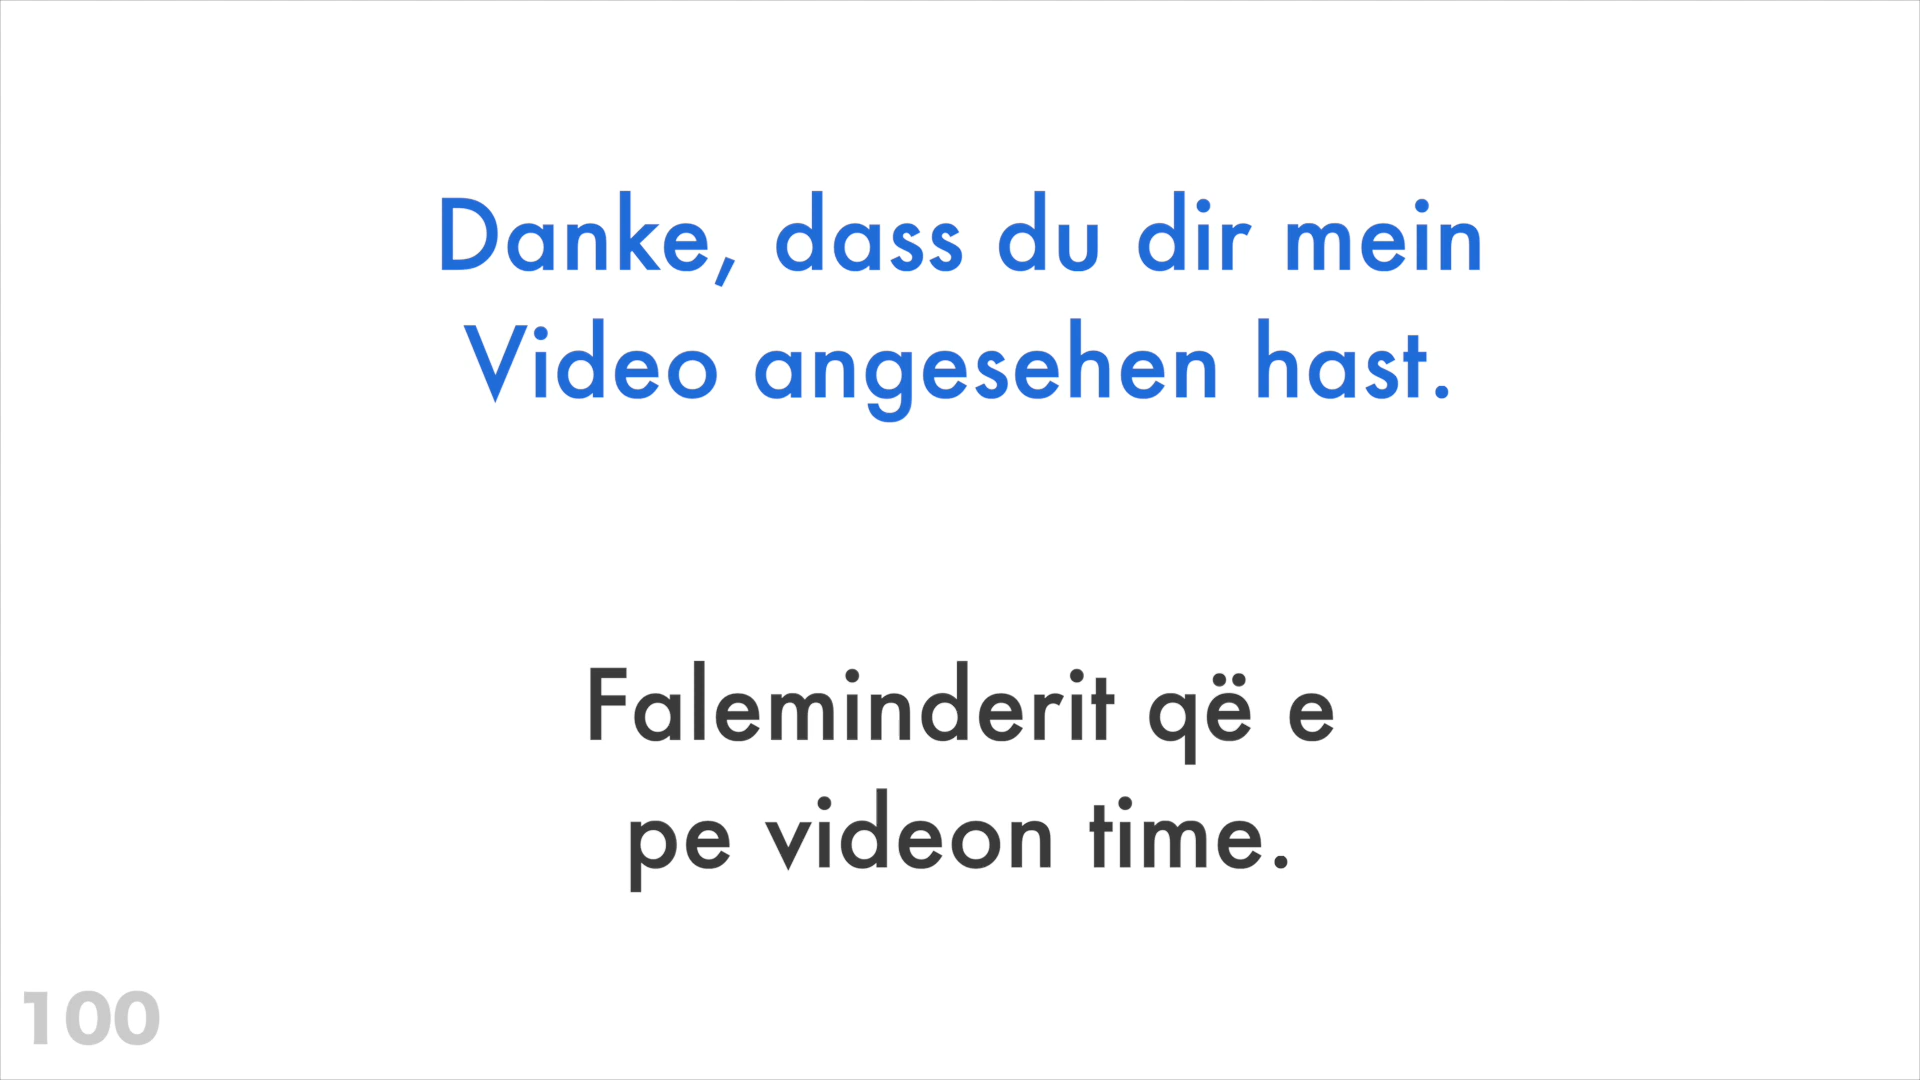 Danke, dass du dir mein
Video angesehen hast.
Faleminderit që e
pe videon time.
100